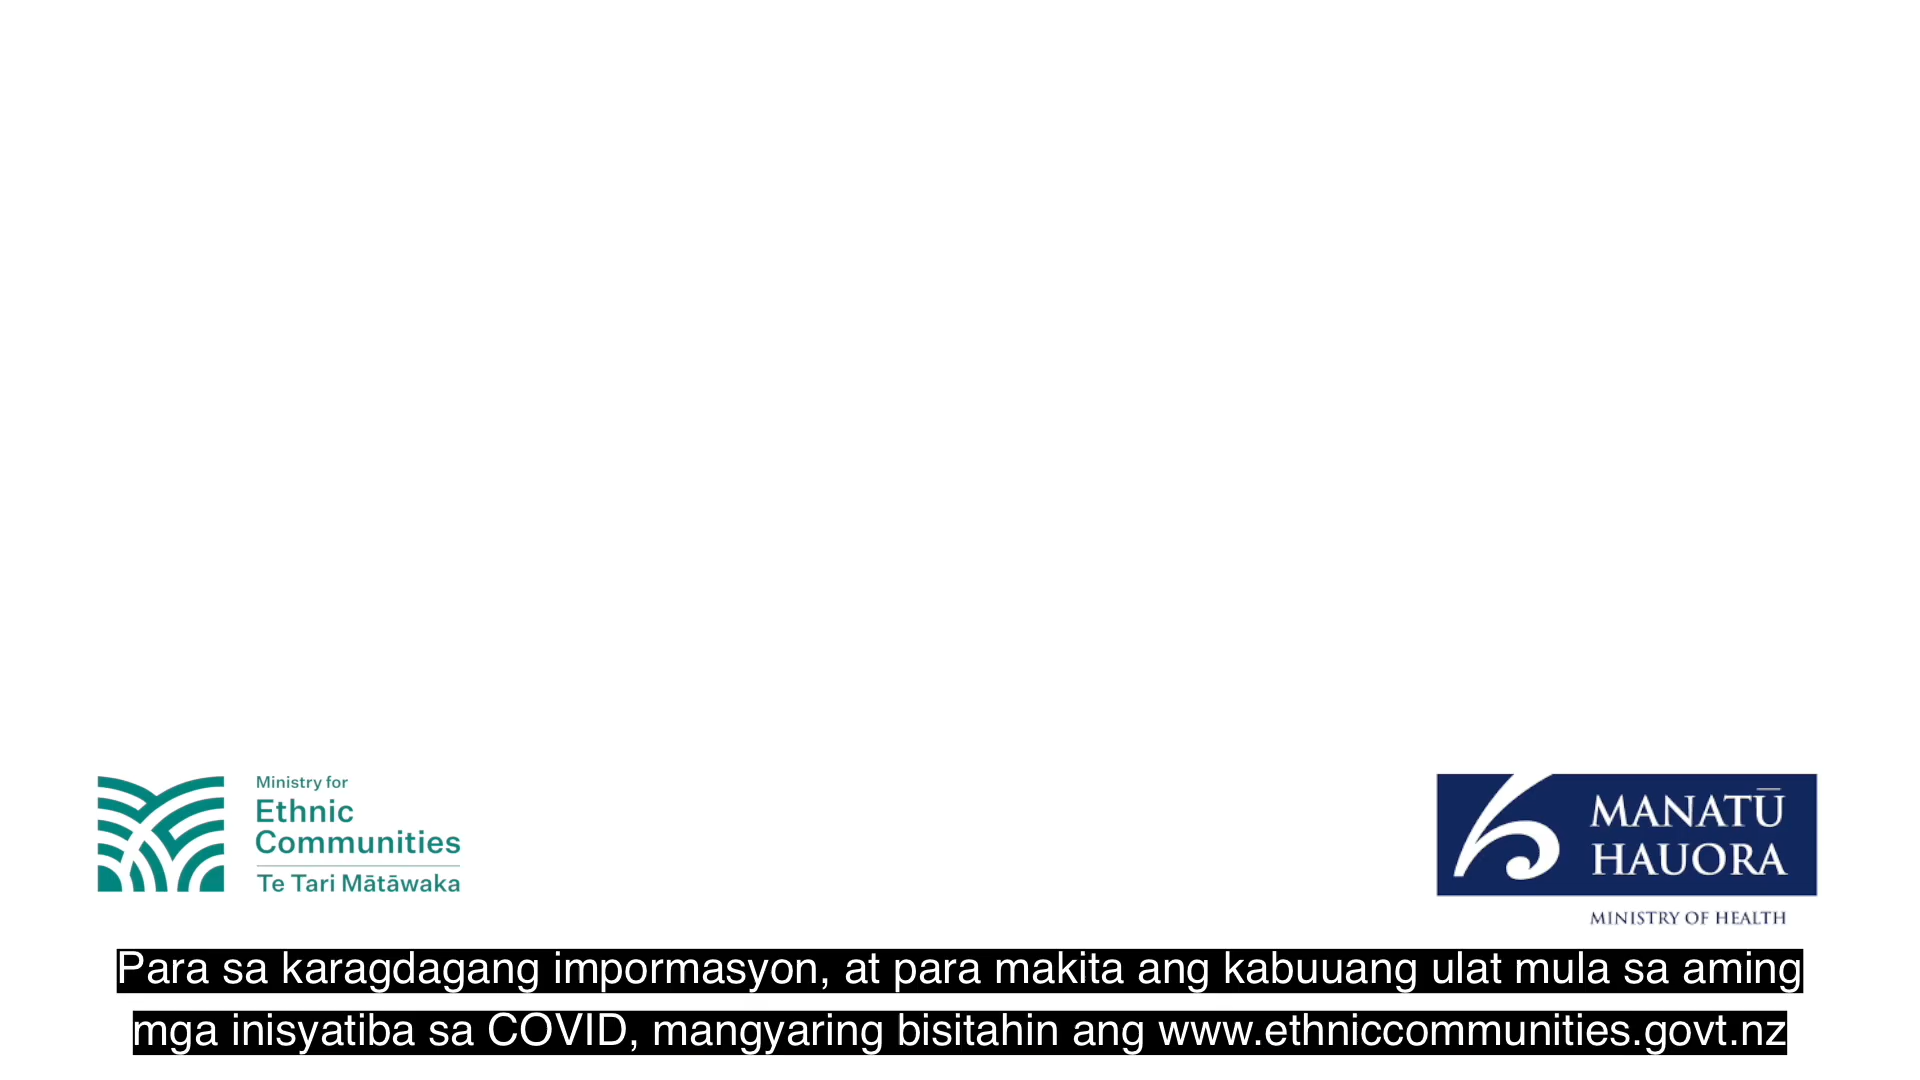 Ministry for
Ethnic
Communities
Te Tari Mātāwaka
MANATŪ
HAUORA
MINISTRY OF HEALTH
Para sa karagdagang impormasyon, at para makita ang kabuuang ulat mula sa aming
mga inisyatiba sa COVID, mangyaring bisitahin ang www.ethniccommunities.govt.nz